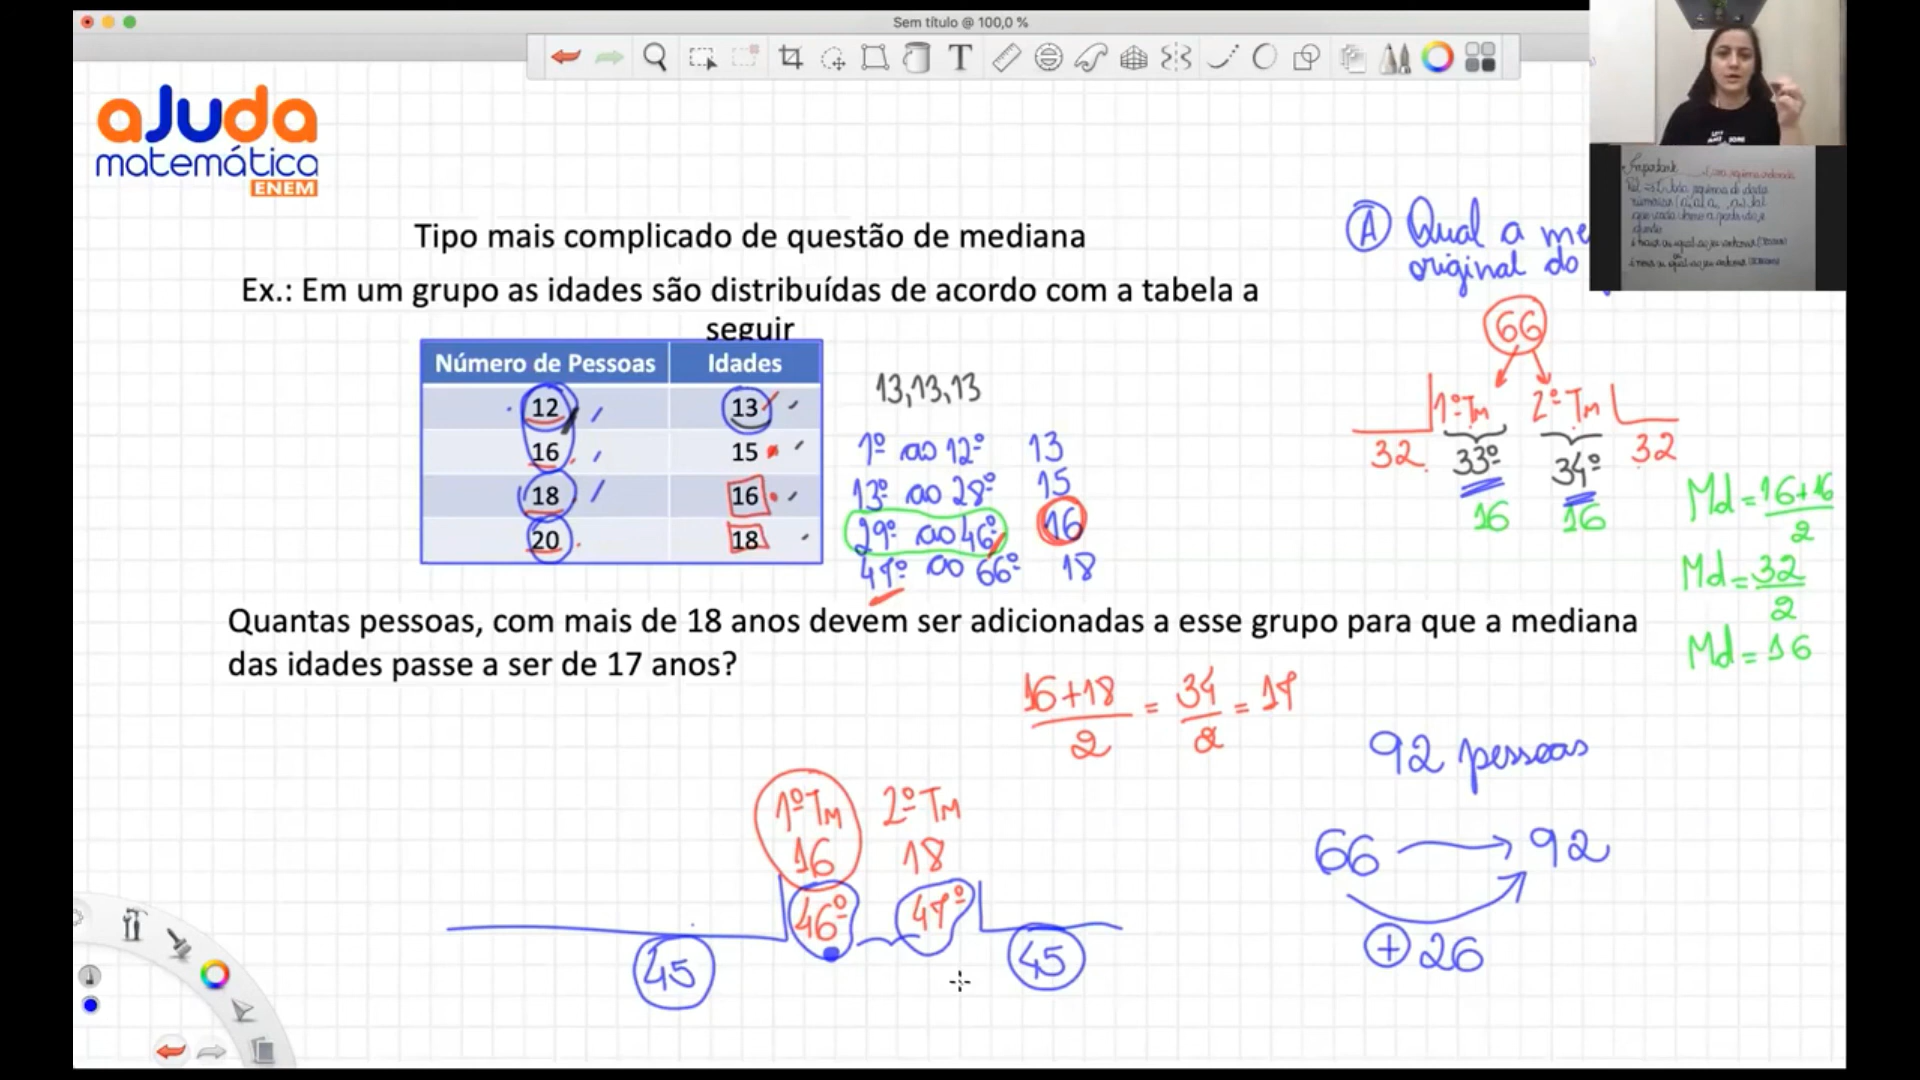 Sem título @ 100,0 %
aJuda
matemática
ENEM
Tipo mais complicado de questão de mediana
Ex.: Em um grupo as idades são distribuídas de acordo com a tabela a
seguir
Número de Pessoas Idades
12 13
16 15
18 16
20 18
13,13,13
1º ao 12º 13
13º ao 28º 15
29º ao 46º 16
47º ao 66º 18
A Qual a me
original do
66
1º TM 2º TM
32 33º 34º 32
16 16
Md = 16+16
2
Md = 32
2
Md = 16
Quantas pessoas, com mais de 18 anos devem ser adicionadas a esse grupo para que a mediana
das idades passe a ser de 17 anos?
16+18 = 34 = 17
2 2
92 pessoas
66 92
+ 26
1º TM 2º TM
16 18
46º 47º
45 45